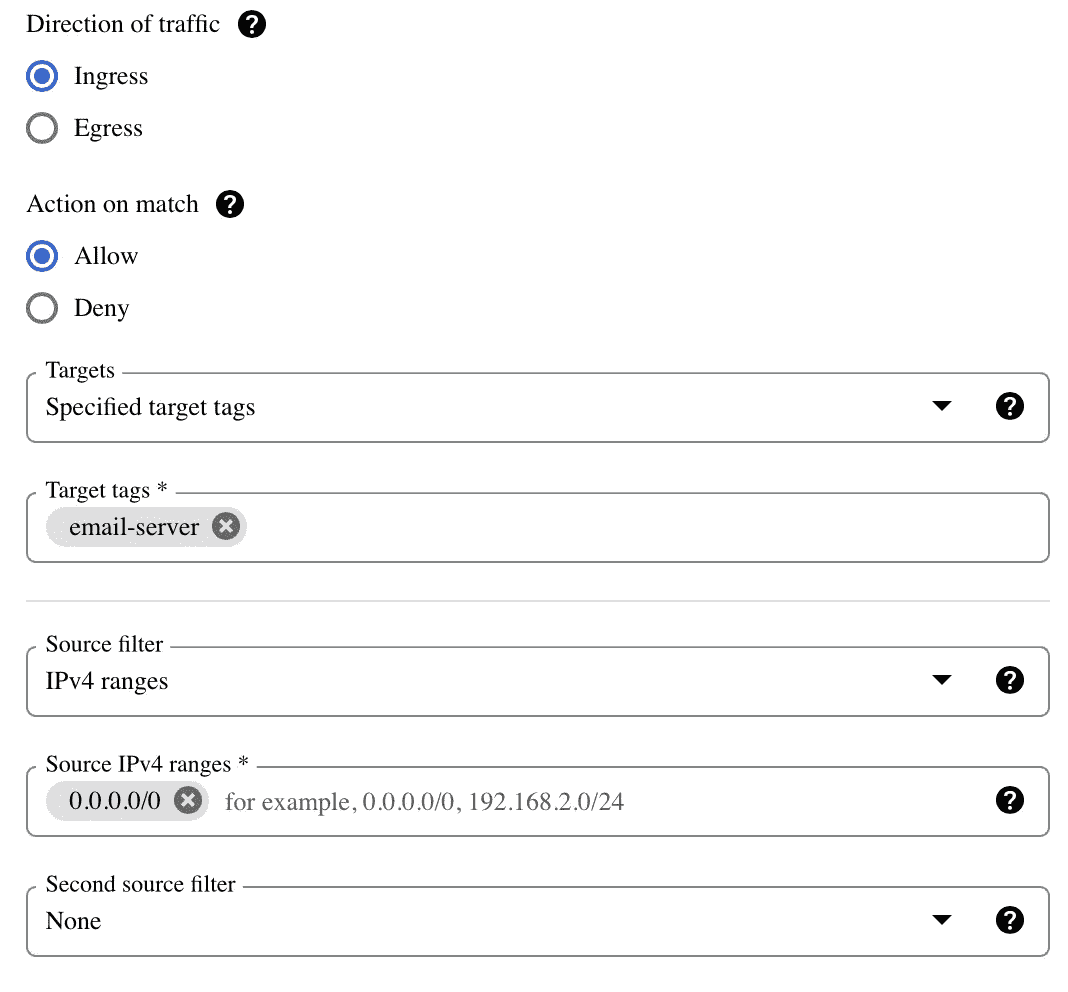 Direction of traffic ?
Ingress
Egress
Action on match ?
Allow
Deny
Targets
Specified target tags ?
Target tags *
email-server
Source filter
IPv4 ranges ?
Source IPv4 ranges *
0.0.0.0/0 for example, 0.0.0.0/0, 192.168.2.0/24 ?
Second source filter
None ?